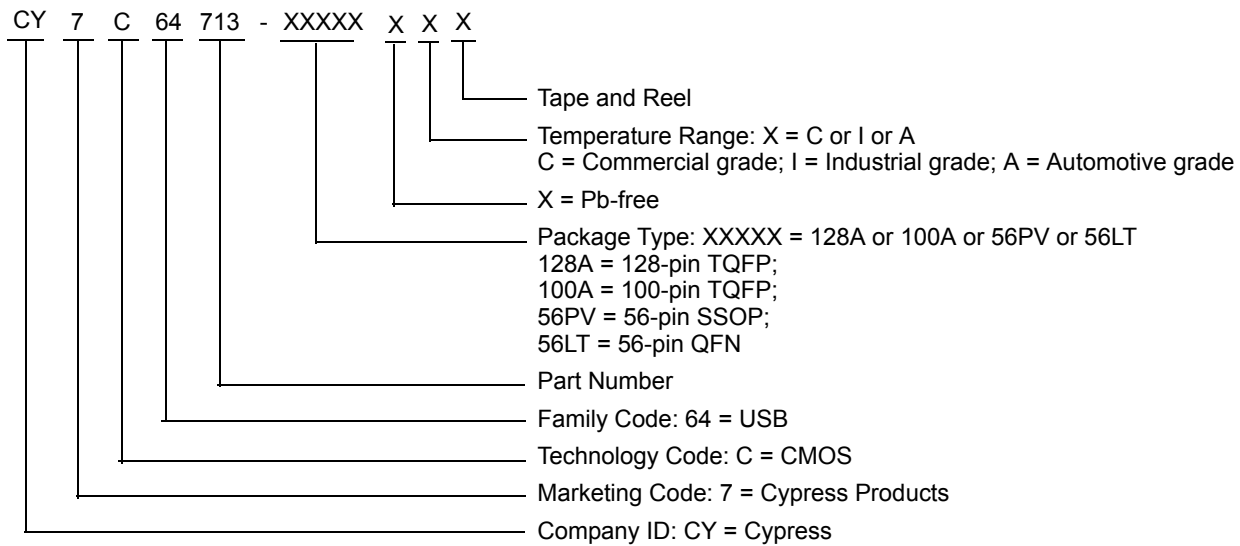 CY 7 C 64 713 - XXXXX X X X
Tape and Reel
Temperature Range: X = C or I or A
C = Commercial grade; I = Industrial grade; A = Automotive grade
X = Pb-free
Package Type: XXXXX = 128A or 100A or 56PV or 56LT
128A = 128-pin TQFP;
100A = 100-pin TQFP;
56PV = 56-pin SSOP;
56LT = 56-pin QFN
Part Number
Family Code: 64 = USB
Technology Code: C = CMOS
Marketing Code: 7 = Cypress Products
Company ID: CY = Cypress